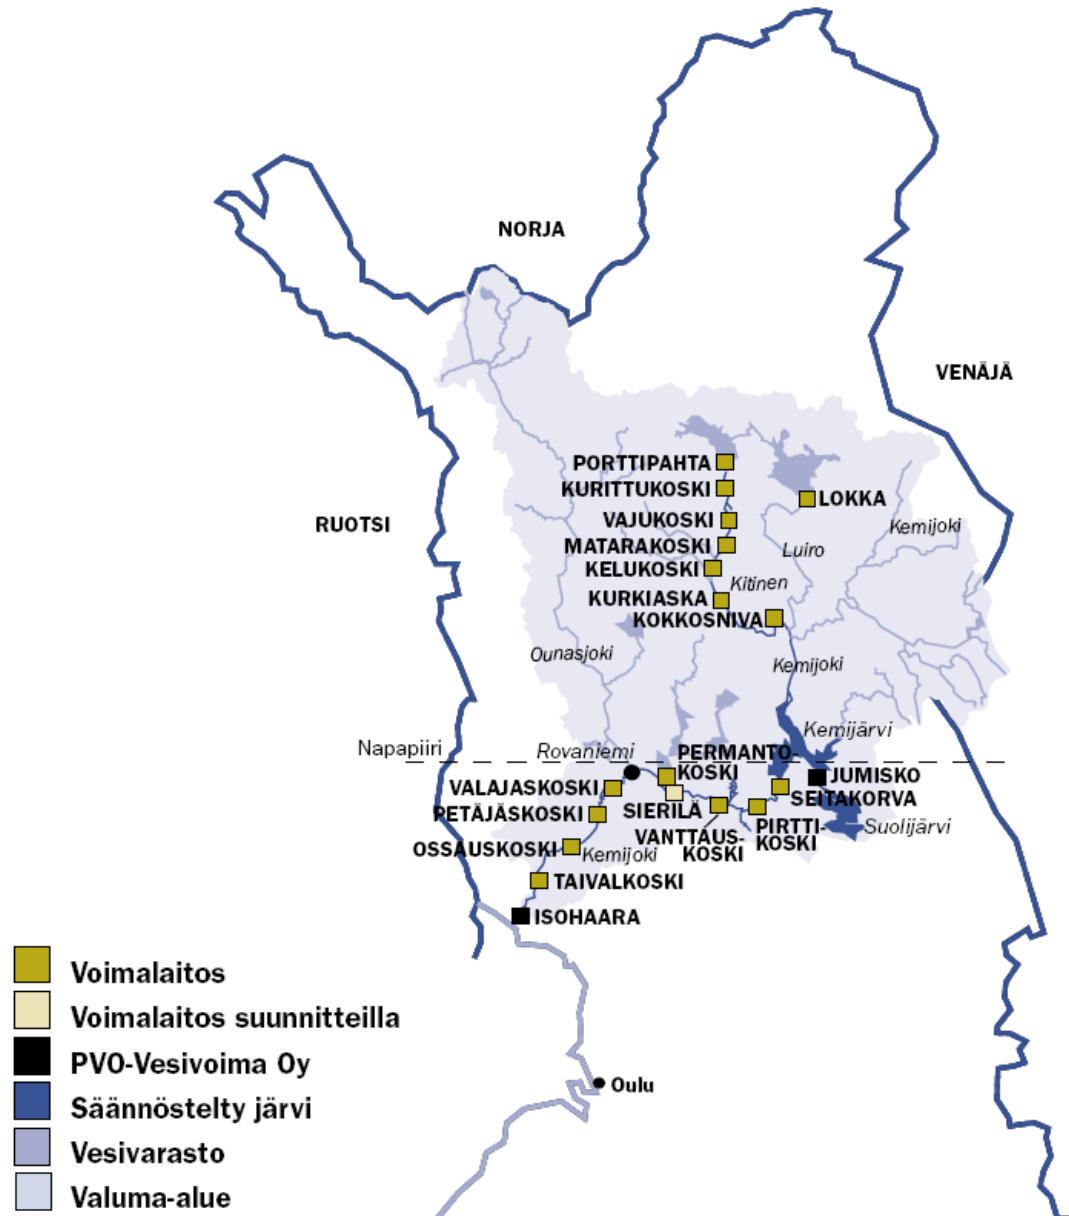 NORJA
VENÄJÄ
RUOTSI
PORTTIPAHTA
KURITTUKOSKI
LOKKA
VAJUKOSKI
Kemijoki
MATARAKOSKI
Luiro
KELUKOSKI
Kitinen
KURKIASKA
KOKKOSNIVA
Ounasjoki
Kemijoki
Kemijärvi
Napapiiri
Rovaniemi
PERMANTO-
KOSKI
JUMISKO
VALAJASKOSKI
SEITAKORVA
PETÄJÄSKOSKI
SIERILÄ
VANTTAUS-
KOSKI
PIRTTI-
KOSKI
Suolijärvi
OSSAUSKOSKI
Kemijoki
TAIVALKOSKI
ISOHAARA
Oulu
Voimalaitos
Voimalaitos suunnitteilla
PVO-Vesivoima Oy
Säännöstelty järvi
Vesivarasto
Valuma-alue